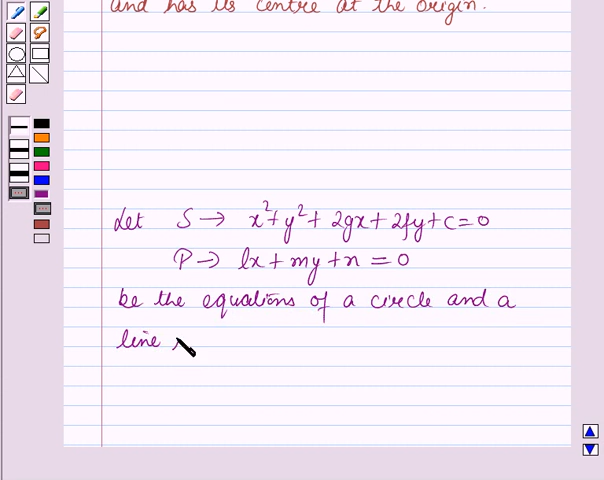 and has its centre at the origin.
Let S → x²+y²+2gx+2fy+c=0
P → lx+my+n=0
be the equations of a circle and a
line